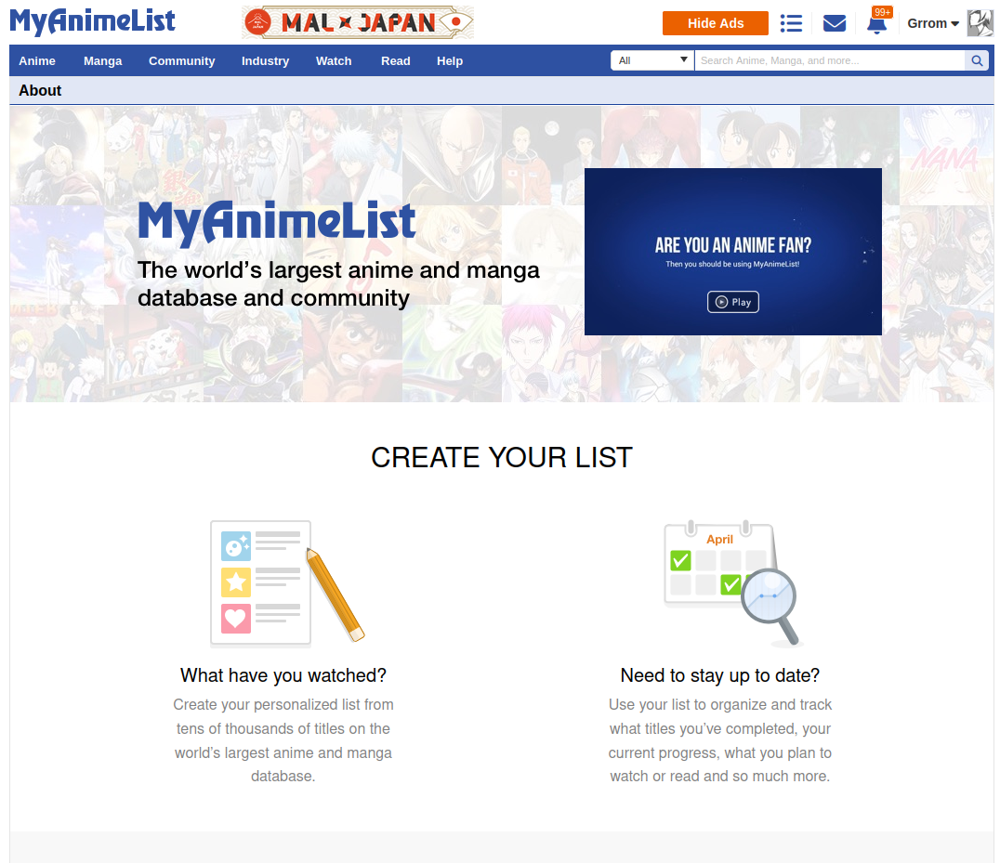 MyAnimeList
MAL × JAPAN
Hide Ads
99+
Grrom
Anime Manga Community Industry Watch Read Help
All
Search Anime, Manga, and more...
About
NANA
MyAnimeList
The world's largest anime and manga
database and community
ARE YOU AN ANIME FAN?
Then you should be using MyAnimeList!
Play
CREATE YOUR LIST
April
What have you watched?
Create your personalized list from
tens of thousands of titles on the
world's largest anime and manga
database.
Need to stay up to date?
Use your list to organize and track
what titles you've completed, your
current progress, what you plan to
watch or read and so much more.